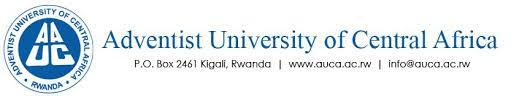 ADVENTIST UNIVERSITY OF CENTRAL AFRICA
AAUC
• RWANDA •
Adventist University of Central Africa
P.O. Box 2461 Kigali, Rwanda | www.auca.ac.rw | info@auca.ac.rw